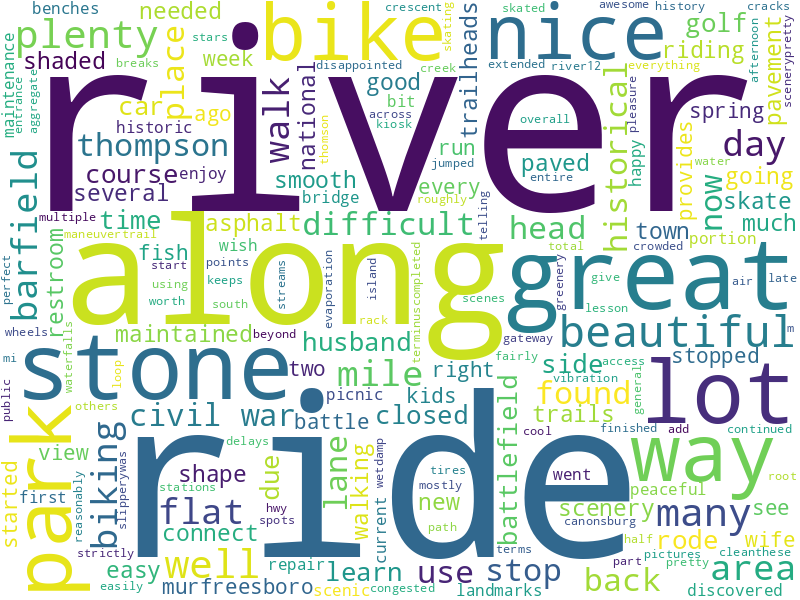 benches
crescent
awesome history cracks
plenty
needed
bike
skated
skating
nice
golf
shaded
stars
place
week
breaks
disappointed
creek
extended river12
everything
scenerypretty
afternoon
maintenance
entrance
aggregate
river
car
ago
walk
national
good
bit
across
kiosk
trailheads
riding
pavement
historical
pleasure
happy
spring
thompson
historic
enjoy
course
several
smooth
bridge
thomson
run
jumped
every
roughly
overall
paved
entire
provides
water
day
going
now
skate
much
barfield
multiple
time
maneuvertrail
asphalt
difficult
telling
head
town
crowded
portion
restroom
fish
wish
along
total
great
greenery
give
air
late
perfect
start
using
points
keeps
worth
south
streams
evaporation
island
scenes
lesson
wheels
waterfalls
maintained
beyond
rack
terminuscompleted
gateway
beautiful
m
husband
fairly
side
access
stopped
mi
stone
two
mile
right
vibration
general
public
loop
others
picnic
kids
battlefield
found
lot
park
biking
civil war
battle
closed
trails
finished
add
continued
cool
view
delays
lane
ride
way
started
first
reasonably
slipperywas
shape
stations
due
walking
current
wetdamp
tires
mostly
new
path
went
peaceful
scenery
canonsburg
many
see
root
flat
hwy
spots
connect
strictly
well
repair
half
rode
wife
cleanthese
easy
easily
murfreesboro
scenic
learn
congested
use
terms
stop
landmarks
part
pictures
pretty
back
area
discovered